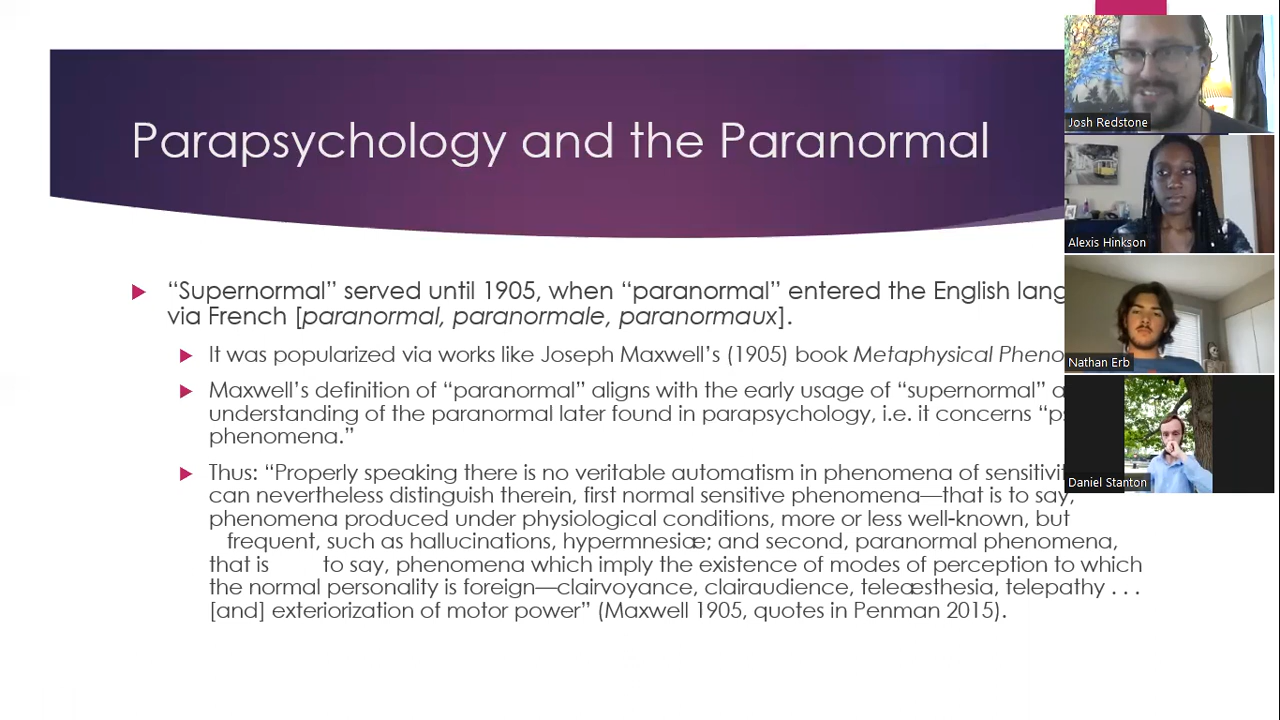 Parapsychology and the Paranormal
“Supernormal” served until 1905, when “paranormal” entered the English lang
via French [paranormal, paranormale, paranormaux].
It was popularized via works like Joseph Maxwell’s (1905) book Metaphysical Pheno
Maxwell’s definition of “paranormal” aligns with the early usage of “supernormal” a
understanding of the paranormal later found in parapsychology, i.e. it concerns “ps
phenomena.”
Thus: “Properly speaking there is no veritable automatism in phenomena of sensitivit
can nevertheless distinguish therein, first normal sensitive phenomena—that is to say,
phenomena produced under physiological conditions, more or less well-known, but
frequent, such as hallucinations, hypermnesiæ; and second, paranormal phenomena,
that is to say, phenomena which imply the existence of modes of perception to which
the normal personality is foreign—clairvoyance, clairaudience, teleæsthesia, telepathy . . .
[and] exteriorization of motor power” (Maxwell 1905, quotes in Penman 2015).
Josh Redstone
Alexis Hinkson
Nathan Erb
Daniel Stanton